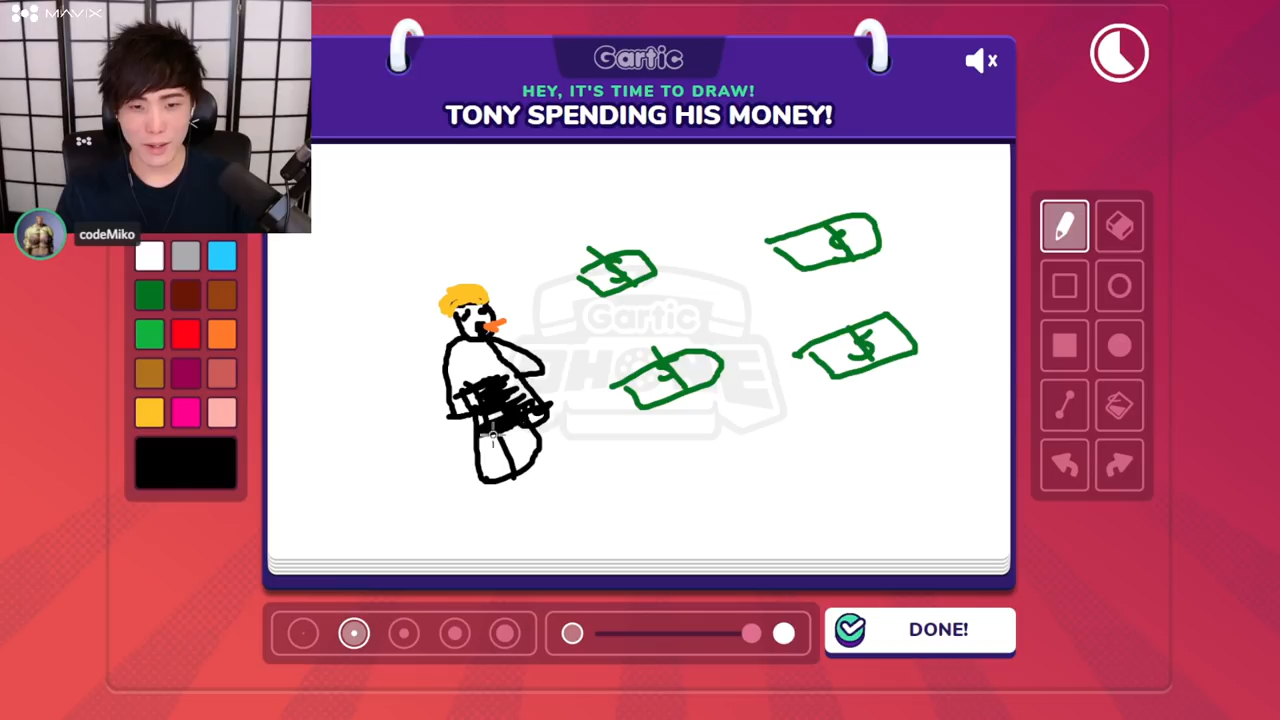 MAVIX
Gartic
HEY, IT'S TIME TO DRAW!
TONY SPENDING HIS MONEY!
codeMiko
$
$
$
$
Gartic
PHONE
DONE!